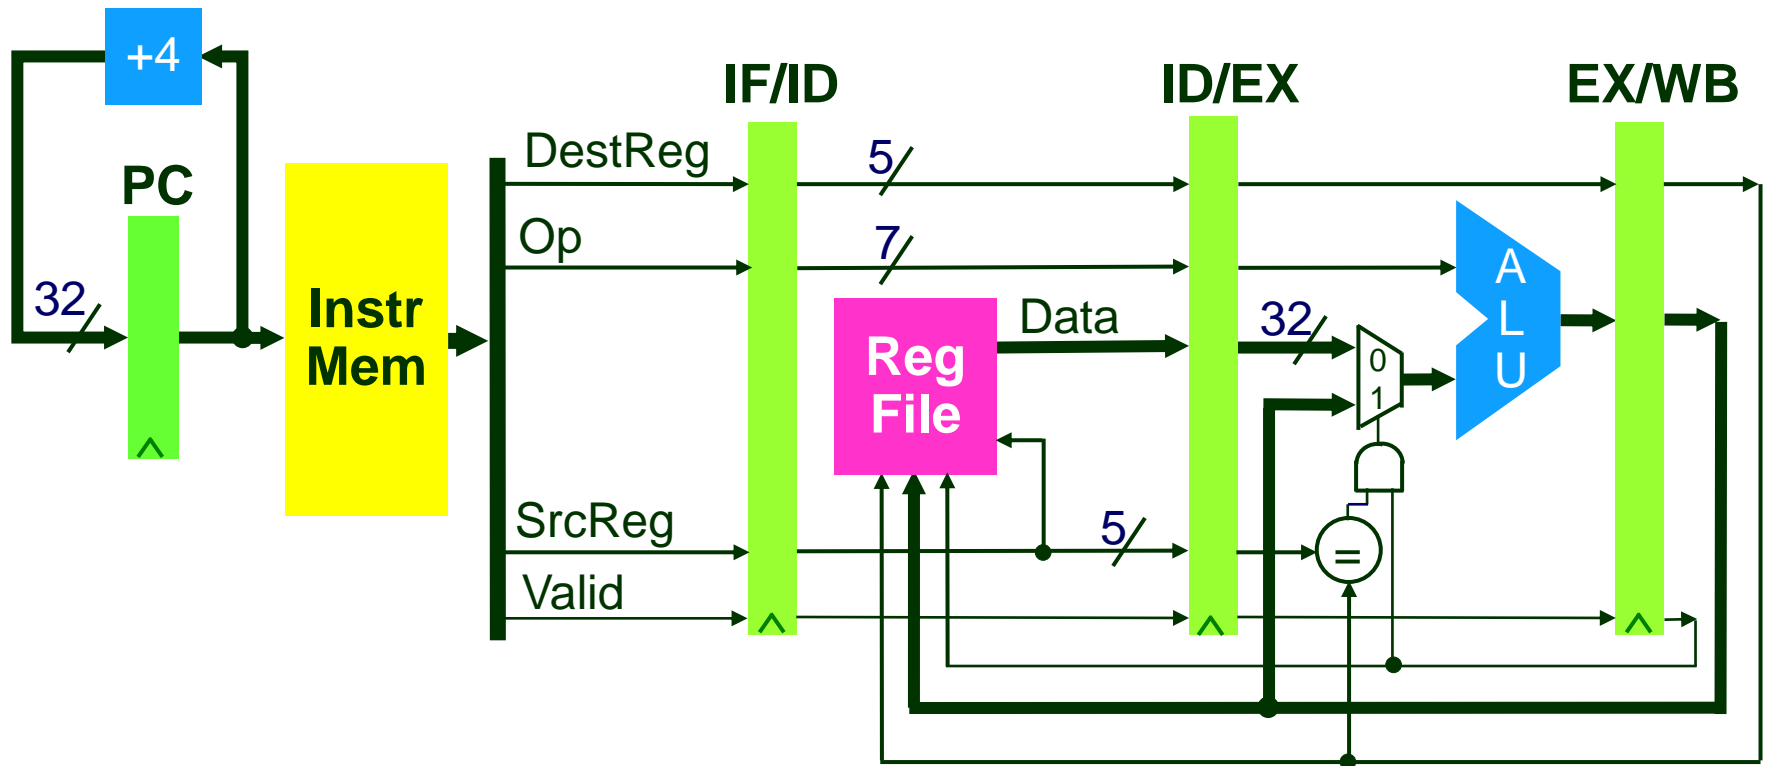 +4
IF/ID
ID/EX
EX/WB
PC
DestReg
5
Op
7
32
Instr
Mem
Reg
File
Data
32
0
1
A
L
U
SrcReg
5
=
Valid